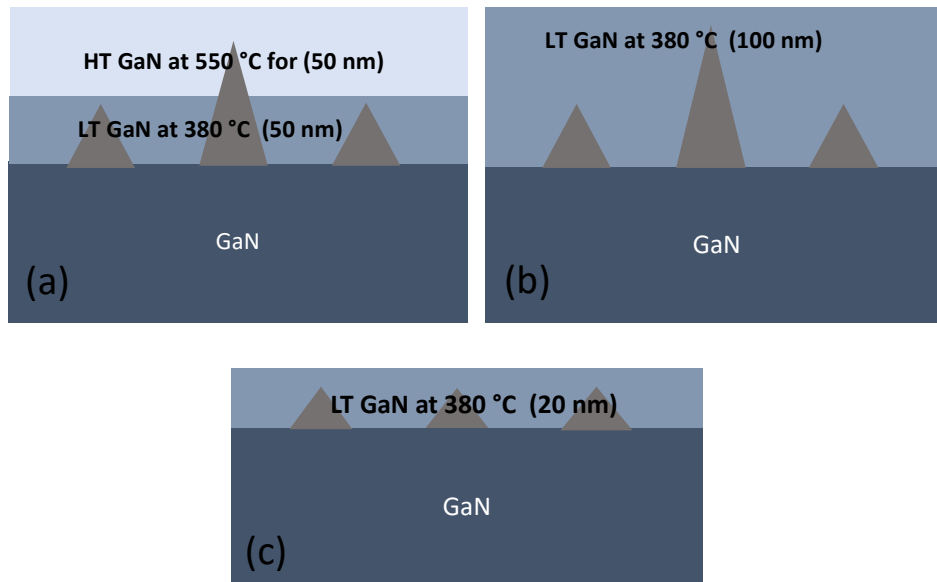 HT GaN at 550 °C for (50 nm)
LT GaN at 380 °C (50 nm)
GaN
(a)
LT GaN at 380 °C (100 nm)
GaN
(b)
LT GaN at 380 °C (20 nm)
GaN
(c)